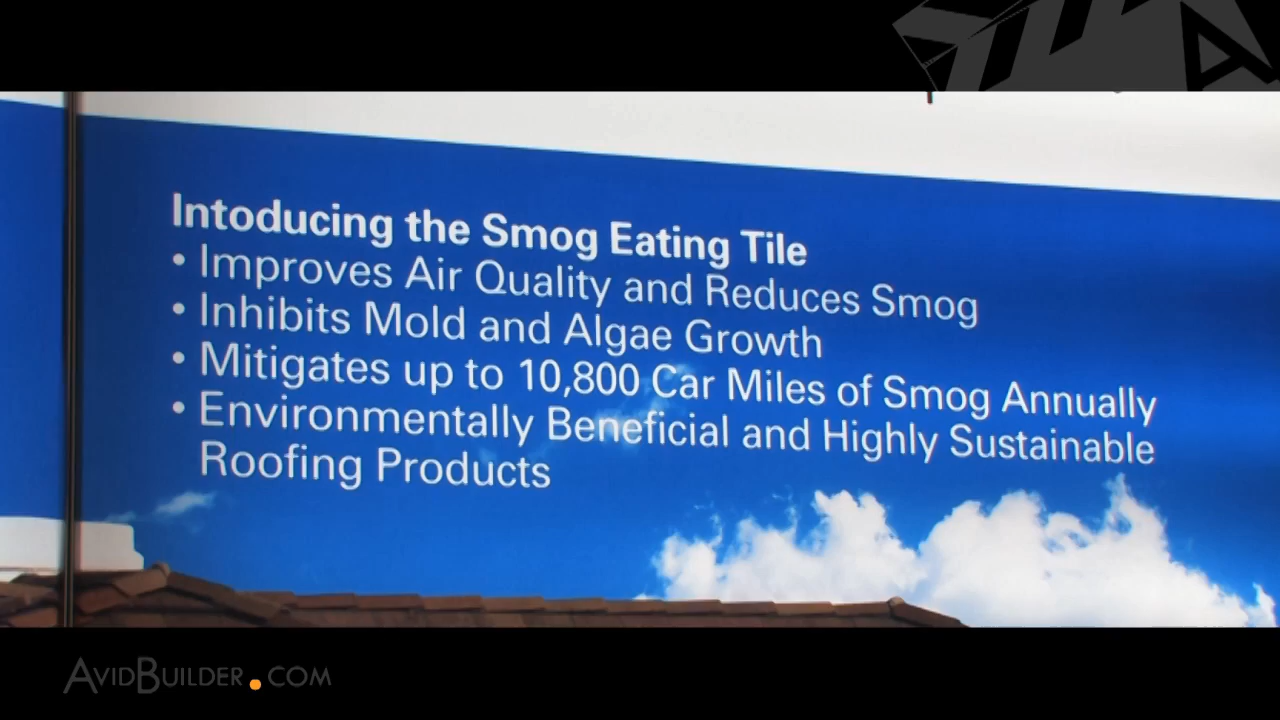 Intoducing the Smog Eating Tile
• Improves Air Quality and Reduces Smog
• Inhibits Mold and Algae Growth
• Mitigates up to 10,800 Car Miles of Smog Annually
• Environmentally Beneficial and Highly Sustainable
Roofing Products
AVIDBUILDER.COM